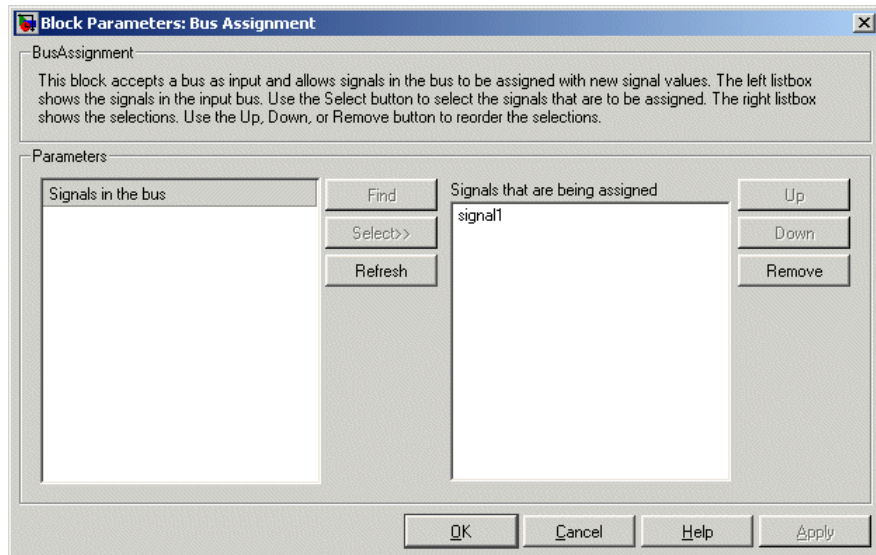 Block Parameters: Bus Assignment
BusAssignment
This block accepts a bus as input and allows signals in the bus to be assigned with new signal values. The left listbox
shows the signals in the input bus. Use the Select button to select the signals that are to be assigned. The right listbox
shows the selections. Use the Up, Down, or Remove button to reorder the selections.
Parameters
Signals in the bus
Find
Select>>
Refresh
Signals that are being assigned
signal1
Up
Down
Remove
OK
Cancel
Help
Apply